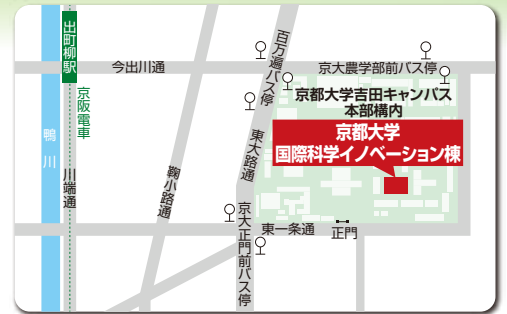 出町柳駅
今出川通
百万遍バス停
京大農学部前バス停
京阪電車
京都大学吉田キャンパス
本部構内
京都大学
国際科学イノベーション棟
鴨川
川端通
鞠小路通
東大路通
京大正門前バス停
東一条通
正門